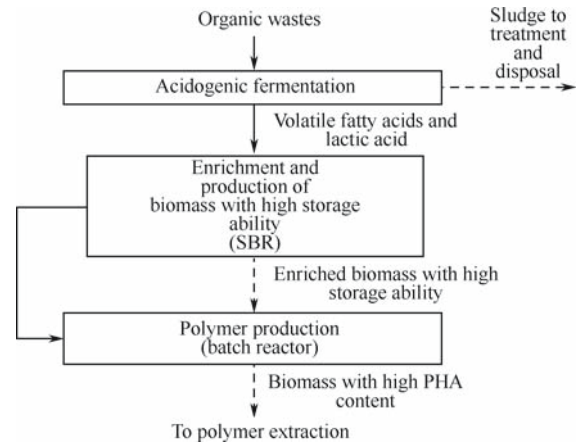 Organic wastes
Sludge to
treatment
and
disposal
Acidogenic fermentation
Volatile fatty acids and
lactic acid
Enrichment and
production of
biomass with high storage
ability
(SBR)
Enriched biomass with high
storage ability
Polymer production
(batch reactor)
Biomass with high PHA
content
To polymer extraction